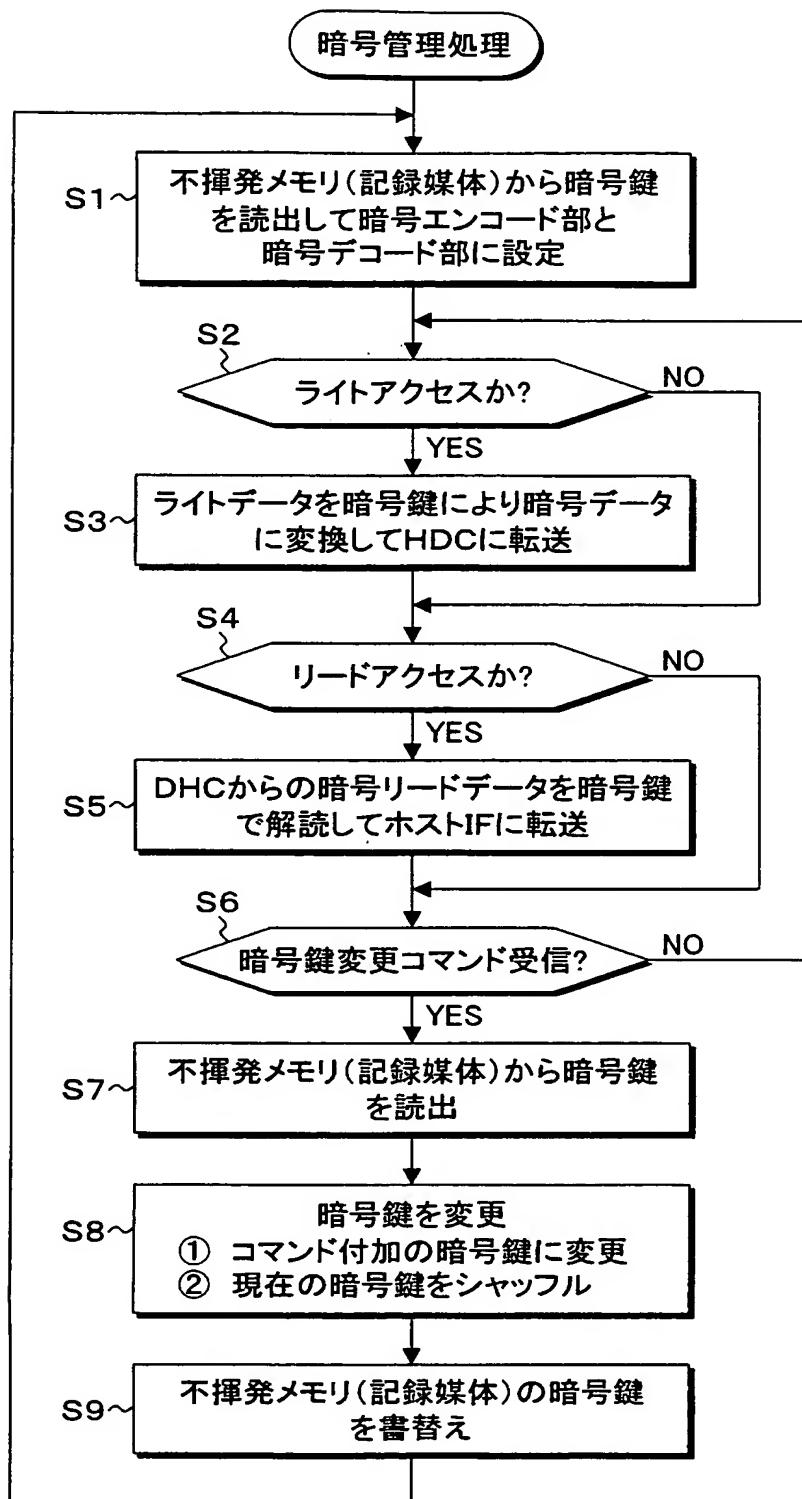 暗号管理処理
S1
不揮発メモリ(記録媒体)から暗号鍵
を読出して暗号エンコード部と
暗号デコード部に設定
S2
ライトアクセスか?
NO
YES
S3
ライトデータを暗号鍵により暗号データ
に変換してHDCに転送
S4
リードアクセスか?
NO
YES
S5
DHCからの暗号リードデータを暗号鍵
で解読してホストIFに転送
S6
暗号鍵変更コマンド受信?
NO
YES
S7
不揮発メモリ(記録媒体)から暗号鍵
を読出
S8
暗号鍵を変更
① コマンド付加の暗号鍵に変更
② 現在の暗号鍵をシャッフル
S9
不揮発メモリ(記録媒体)の暗号鍵
を書替え